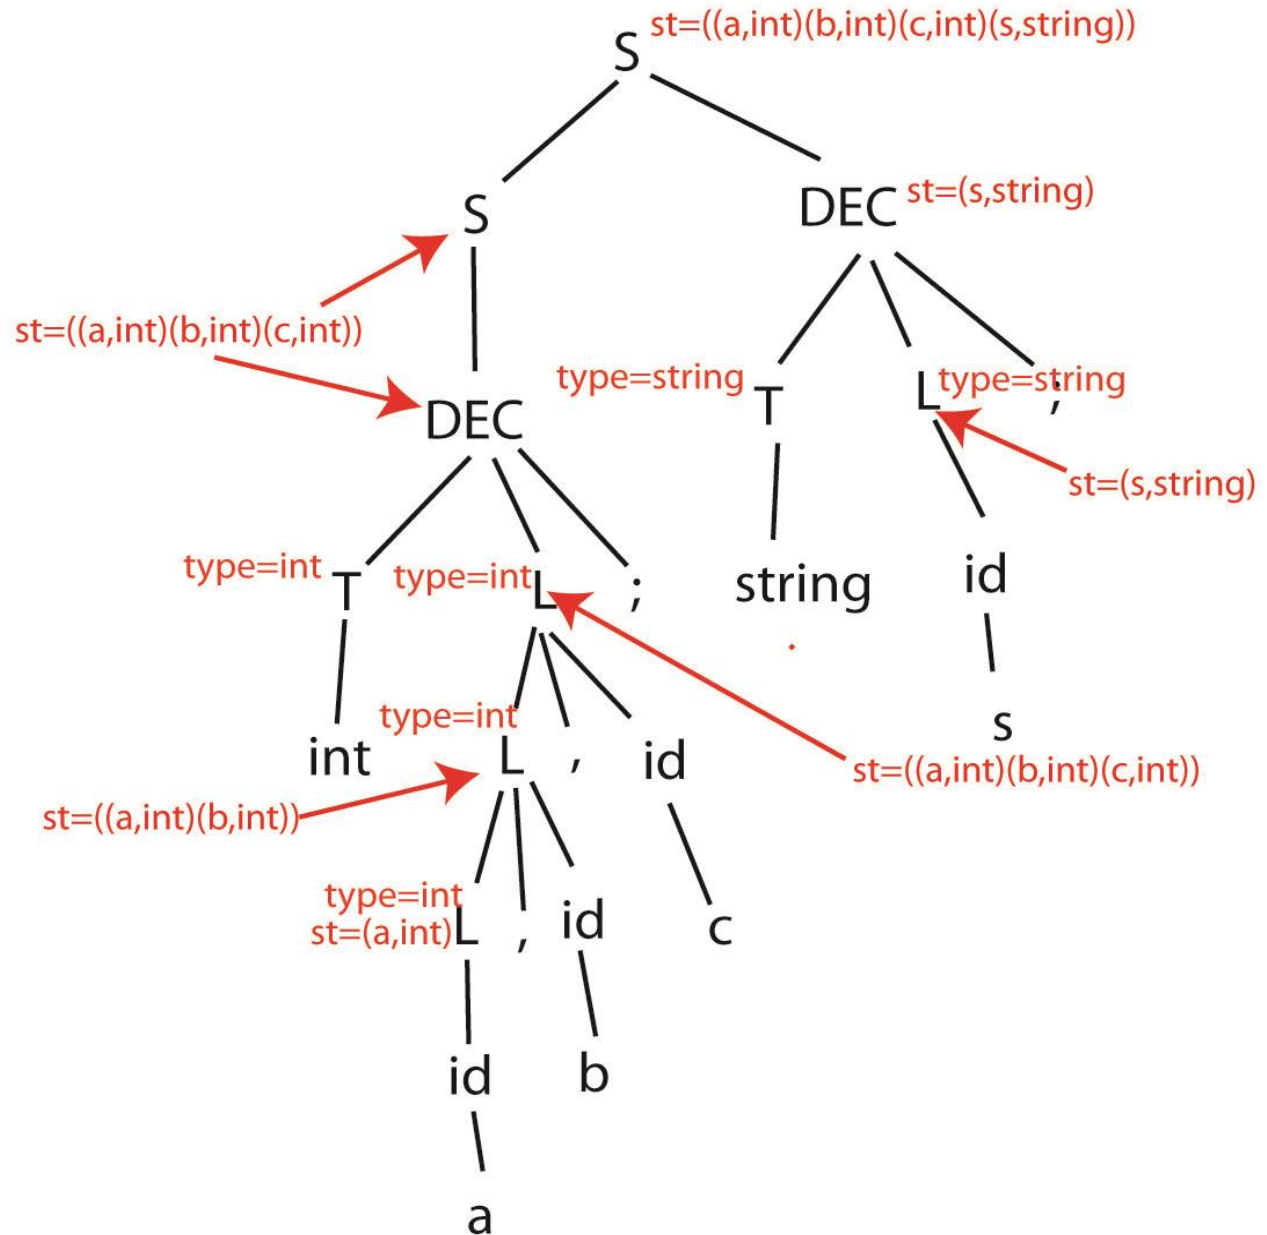 S st=((a,int)(b,int)(c,int)(s,string))
S
DEC st=(s,string)
st=((a,int)(b,int)(c,int))
DEC
type=string T
L type=string ;
st=(s,string)
type=int T
type=int L ;
string
id
s
int
type=int
L , id
st=((a,int)(b,int)(c,int))
st=((a,int)(b,int))
type=int
st=(a,int) L , id
c
id
b
a